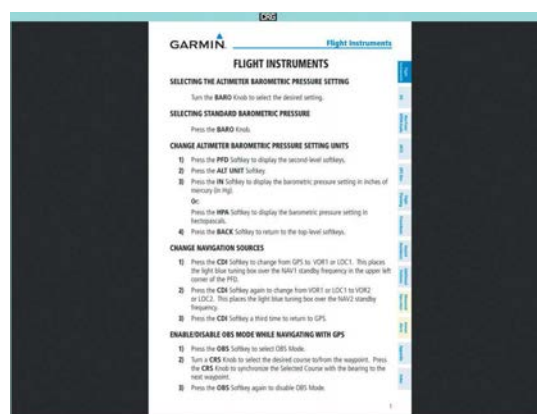 CRG
GARMIN
Flight Instruments
FLIGHT INSTRUMENTS
SELECTING THE ALTIMETER BAROMETRIC PRESSURE SETTING
Turn the BARO Knob to select the desired setting.
SELECTING STANDARD BAROMETRIC PRESSURE
Press the BARO Knob.
CHANGE ALTIMETER BAROMETRIC PRESSURE SETTING UNITS
1) Press the PFD Softkey to display the second-level softkeys.
2) Press the ALT UNIT Softkey.
3) Press the IN Softkey to display the barometric pressure setting in inches of
mercury (in Hg).
Or:
Press the HPA Softkey to display the barometric pressure setting in
hectopascals.
4) Press the BACK Softkey to return to the top-level softkeys.
CHANGE NAVIGATION SOURCES
1) Press the CDI Softkey to change from GPS to VOR1 or LOC1. This places
the light blue tuning box over the NAV1 standby frequency in the upper left
corner of the PFD.
2) Press the CDI Softkey again to change from VOR1 or LOC1 to VOR2
or LOC2. This places the light blue tuning box over the NAV2 standby
frequency.
3) Press the CDI Softkey a third time to return to GPS.
ENABLE/DISABLE OBS MODE WHILE NAVIGATING WITH GPS
1) Press the OBS Softkey to select OBS Mode.
2) Turn a CRS Knob to select the desired course to/from the waypoint. Press
the CRS Knob to synchronize the Selected Course with the bearing to the
next waypoint.
3) Press the OBS Softkey again to disable OBS Mode.
1